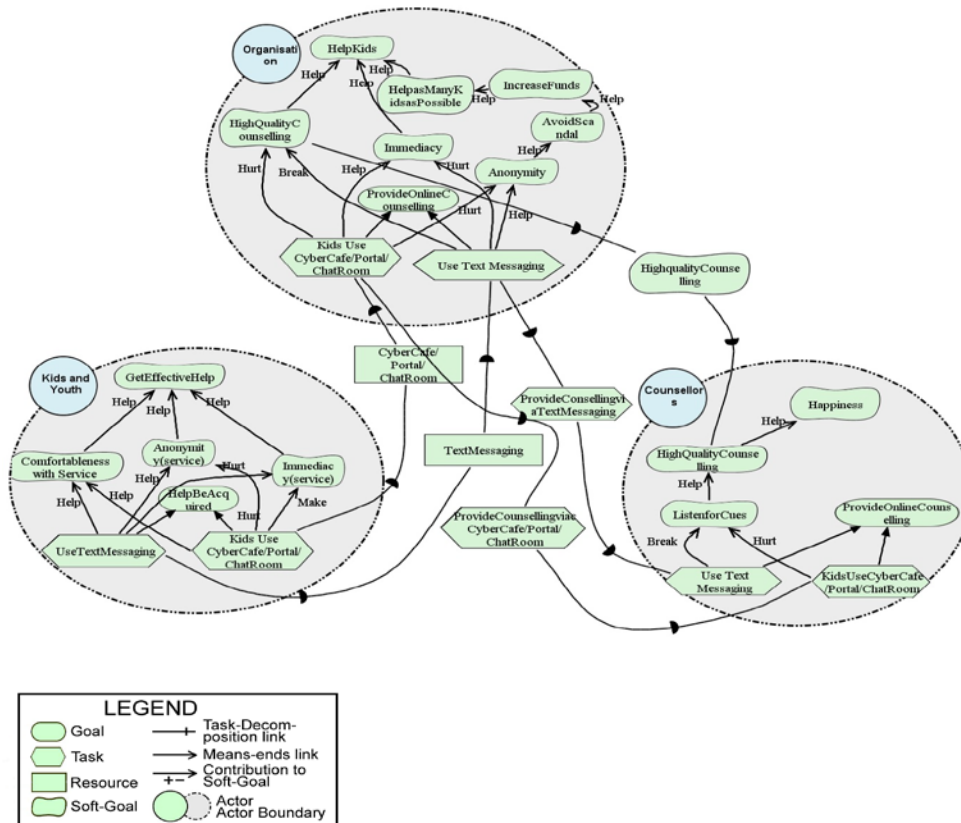 Organisati
on
HelpKids
Help
Help
Help
HelpasManyK
idsasPossible
Help
IncreaseFunds
Help
AvoidSca
ndal
HighQualityC
ounselling
Immediacy
Help
Anonymity
Hurt
Break
Help
Hurt
ProvideOnlineC
ounselling
Hurt
Help
Kids Use
CyberCafe/Portal/
ChatRoom
Use Text Messaging
HighqualityCounse
lling
CyberCafe/
Portal/
ChatRoom
ProvideConsellingvi
aTextMessaging
TextMessaging
ProvideCounsellingviac
CyberCafe/Portal/
ChatRoom
Kids and
Youth
GetEffectiveHelp
Help
Help
Help
Comfortableness
with Service
Anonymit
y(service)
Hurt
Immediac
y(service)
Help
Help
Help
HelpBeAcq
uired
Make
Hurt
UseTextMessaging
Kids Use
CyberCafe/Portal/
ChatRoom
Counsello
rs
Happiness
Help
HighQualityCounse
lling
Help
ListenforCues
ProvideOnlineCouns
elling
Break
Hurt
Use Text
Messaging
KidsUseCyberCafe
/Portal/ChatRoom
LEGEND
Goal
Task
Resource
Soft-Goal
Task-Decom-
position link
Means-ends link
Contribution to
Soft-Goal
+-
Actor
Actor Boundary